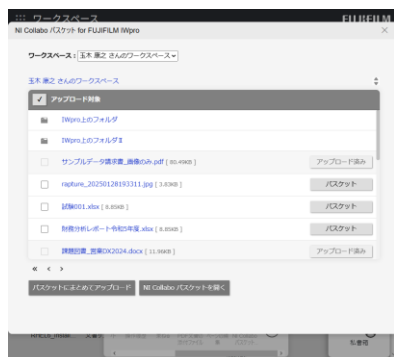 ワークスペース
FUJIFILM
NI Collabo バスケット for FUJIFILM IWpro
ワークスペース：玉木 康之 さんのワークスペース
玉木 康之 さんのワークスペース
アップロード対象
IWpro上のフォルダ
IWpro上のフォルダⅡ
サンプルデータ請求書_画像のみ.pdf [ 80.49KB ] アップロード済み
rapture_20250128193311.jpg [ 3.83KB ] バスケット
試験001.xlsx [ 8.85KB ] バスケット
財務分析レポート令和5年度.xlsx [ 8.85KB ] バスケット
課題図書_営業DX2024.docx [ 11.96KB ] アップロード済み
« < >
バスケットにまとめてアップロード NI Collabo バスケットを開く